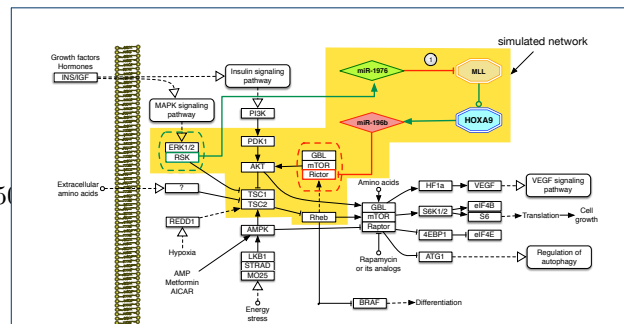 simulated network
Growth factors
Hormones
INS/IGF
Insulin signaling
pathway
miR-1976
1
MLL
MAPK signaling
pathway
PI3K
HOXA9
miR-196b
ERK1/2
RSK
PDK1
GBL
mTOR
Rictor
AKT
Extracellular
amino acids
?
TSC1
TSC2
Amino acids
GBL
mTOR
Raptor
HF1a
VEGF
VEGF signaling
pathway
S6K1/2
eIF4B
S6
Translation
Cell
growth
REDD1
Rheb
AMPK
4EBP1
eIF4E
Hypoxia
LKB1
STRAD
MO25
Rapamycin
or its analogs
ATG1
Regulation of
autophagy
AMP
Metformin
AICAR
Energy
stress
BRAF
Differentiation